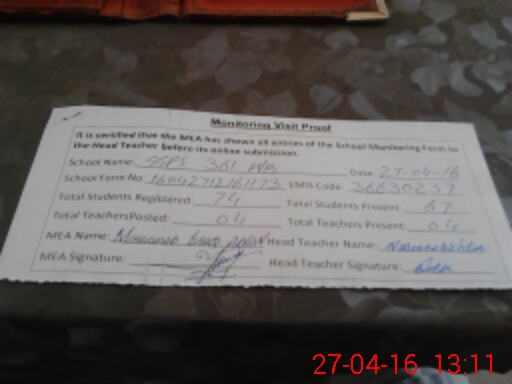 Monitoring Visit Proof
It is certified that the MEA has shown all entries of the School Monitoring Form to
the Head Teacher before its online submission.
School Name: GGPS 361 WB Date: 27-04-16
School Form No: EMIS Code: 36630237
Total Students Registered: 74 Total Students Present: 67
Total Teachers Posted: 04 Total Teachers Present: 04
MEA Name: Muhammad Head Teacher Name:
MEA Signature: Head Teacher Signature:
27-04-16 13:11